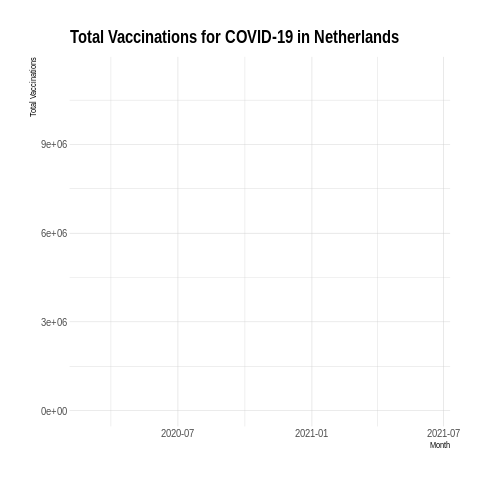 Total Vaccinations for COVID-19 in Netherlands
Total Vaccinations
9e+06
6e+06
3e+06
0e+00
2020-07 2021-01 2021-07
Month